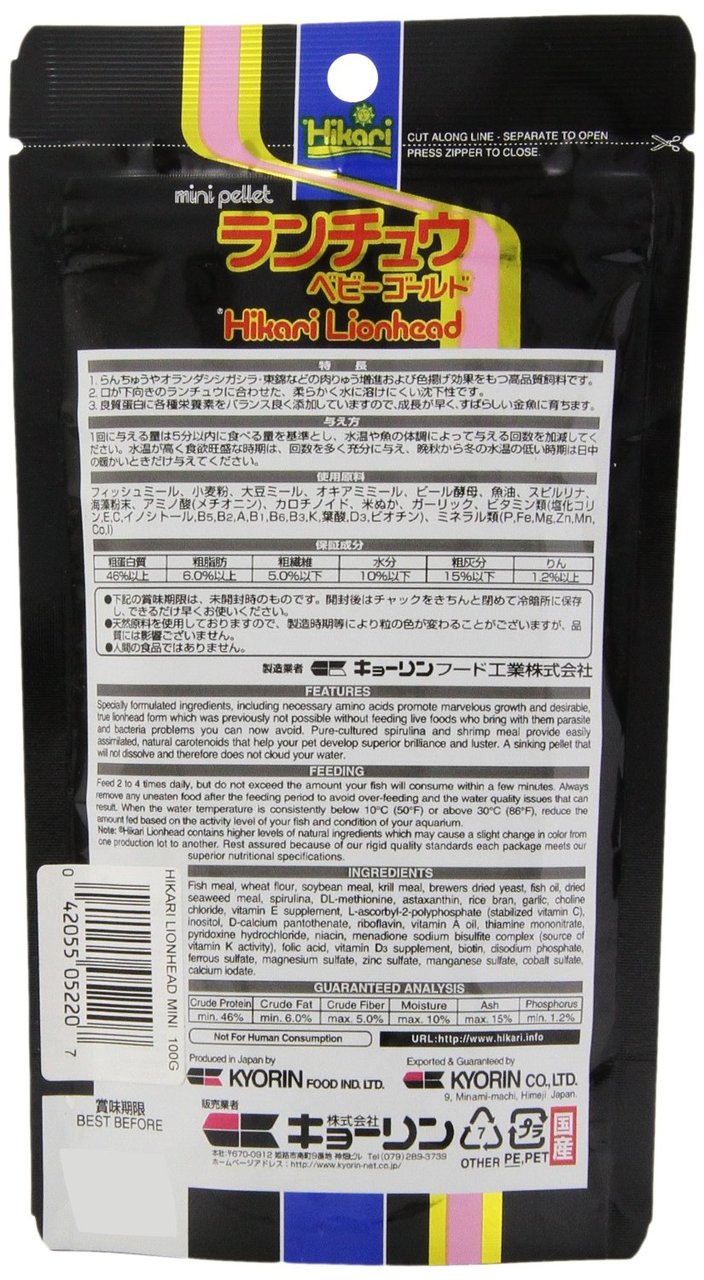 Hikari
CUT ALONG LINE - SEPARATE TO OPEN
PRESS ZIPPER TO CLOSE.
mini pellet
ランチュウ
ベビーゴールド
®Hikari Lionhead
特 長
1. らんちゅうやオランダシシガシラ・東錦などの肉りゅう増進および色揚げ効果をもつ高品質飼料です。
2. 口が下向きのランチュウに合わせた、柔らかく水に溶けにくい沈下性です。
3. 良質蛋白に各種栄養素をバランス良く添加していますので、成長が早く、すばらしい金魚に育ちます。
与え方
1回に与える量は5分以内に食べる量を基準とし、水温や魚の体調によって与える回数を加減してく
ださい。水温が高く食欲旺盛な時期は、回数を多く充分に与え、晩秋から冬の水温の低い時期は日中
の暖かいときだけ与えてください。
使用原料
フィッシュミール、小麦粉、大豆ミール、オキアミミール、ビール酵母、魚油、スピルリナ、
海藻粉末、アミノ酸(メチオニン)、カロチノイド、米ぬか、ガーリック、ビタミン類(塩化コリ
ン,E,C,イノシトール,B5,B2,A,B1,B6,B3,K,葉酸,D3,ビオチン)、ミネラル類(P,Fe,Mg,Zn,Mn,
Co,I)
保証成分
粗蛋白質 粗脂肪 粗繊維 水分 粗灰分 りん
46%以上 6.0%以上 5.0%以下 10%以下 15%以下 1.2%以上
●下記の賞味期限は、未開封時のものです。開封後はチャックをきちんと閉めて冷暗所に保存
し、できるだけ早くお使いください。
●天然原料を使用しておりますので、製造時期等により粒の色が変わることがございますが、品
質には影響ございません。
●人間の食品ではありません。
製造業者 キョーリンフード工業株式会社
FEATURES
Specially formulated ingredients, including necessary amino acids promote marvelous growth and desirable,
true lionhead form which was previously not possible without feeding live foods who bring with them parasite
and bacteria problems you can now avoid. Pure-cultured spirulina and shrimp meal provide easily
assimilated, natural carotenoids that help your pet develop superior brilliance and luster. A sinking pellet that
will not dissolve and therefore does not cloud your water.
FEEDING
Feed 2 to 4 times daily, but do not exceed the amount your fish will consume within a few minutes. Always
remove any uneaten food after the feeding period to avoid over-feeding and the water quality issues that can
result. When the water temperature is consistently below 10°C (50°F) or above 30°C (86°F), reduce the
amount fed based on the activity level of your fish and condition of your aquarium.
Note: ®Hikari Lionhead contains higher levels of natural ingredients which may cause a slight change in color from
one production lot to another. Rest assured because of our rigid quality standards each package meets our
superior nutritional specifications.
INGREDIENTS
Fish meal, wheat flour, soybean meal, krill meal, brewers dried yeast, fish oil, dried
seaweed meal, spirulina, DL-methionine, astaxanthin, rice bran, garlic, choline
chloride, vitamin E supplement, L-ascorbyl-2-polyphosphate (stabilized vitamin C),
inositol, D-calcium pantothenate, riboflavin, vitamin A oil, thiamine mononitrate,
pyridoxine hydrochloride, niacin, menadione sodium bisulfite complex (source of
vitamin K activity), folic acid, vitamin D3 supplement, biotin, disodium phosphate,
ferrous sulfate, magnesium sulfate, zinc sulfate, manganese sulfate, cobalt sulfate,
calcium iodate.
GUARANTEED ANALYSIS
Crude Protein Crude Fat Crude Fiber Moisture Ash Phosphorus
min. 46% min. 6.0% max. 5.0% max. 10% max. 15% min. 1.2%
Not For Human Consumption
URL:http://www.hikari.info
Produced in Japan by
KYORIN FOOD IND. LTD.
Exported & Guaranteed by
KYORIN CO., LTD.
9, Minami-machi, Himeji Japan.
HIKARI LIONHEAD MINI 100G
0 42055 05220 7
賞味期限
BEST BEFORE
販売業者
株式会社
キョーリン
本社:〒670-0912 姫路市南町9番地 神畑ビル Tel(079)289-3739
ホームページアドレス:http://www.kyorin-net.co.jp/
7
OTHER
プラ
PE,PET
国産